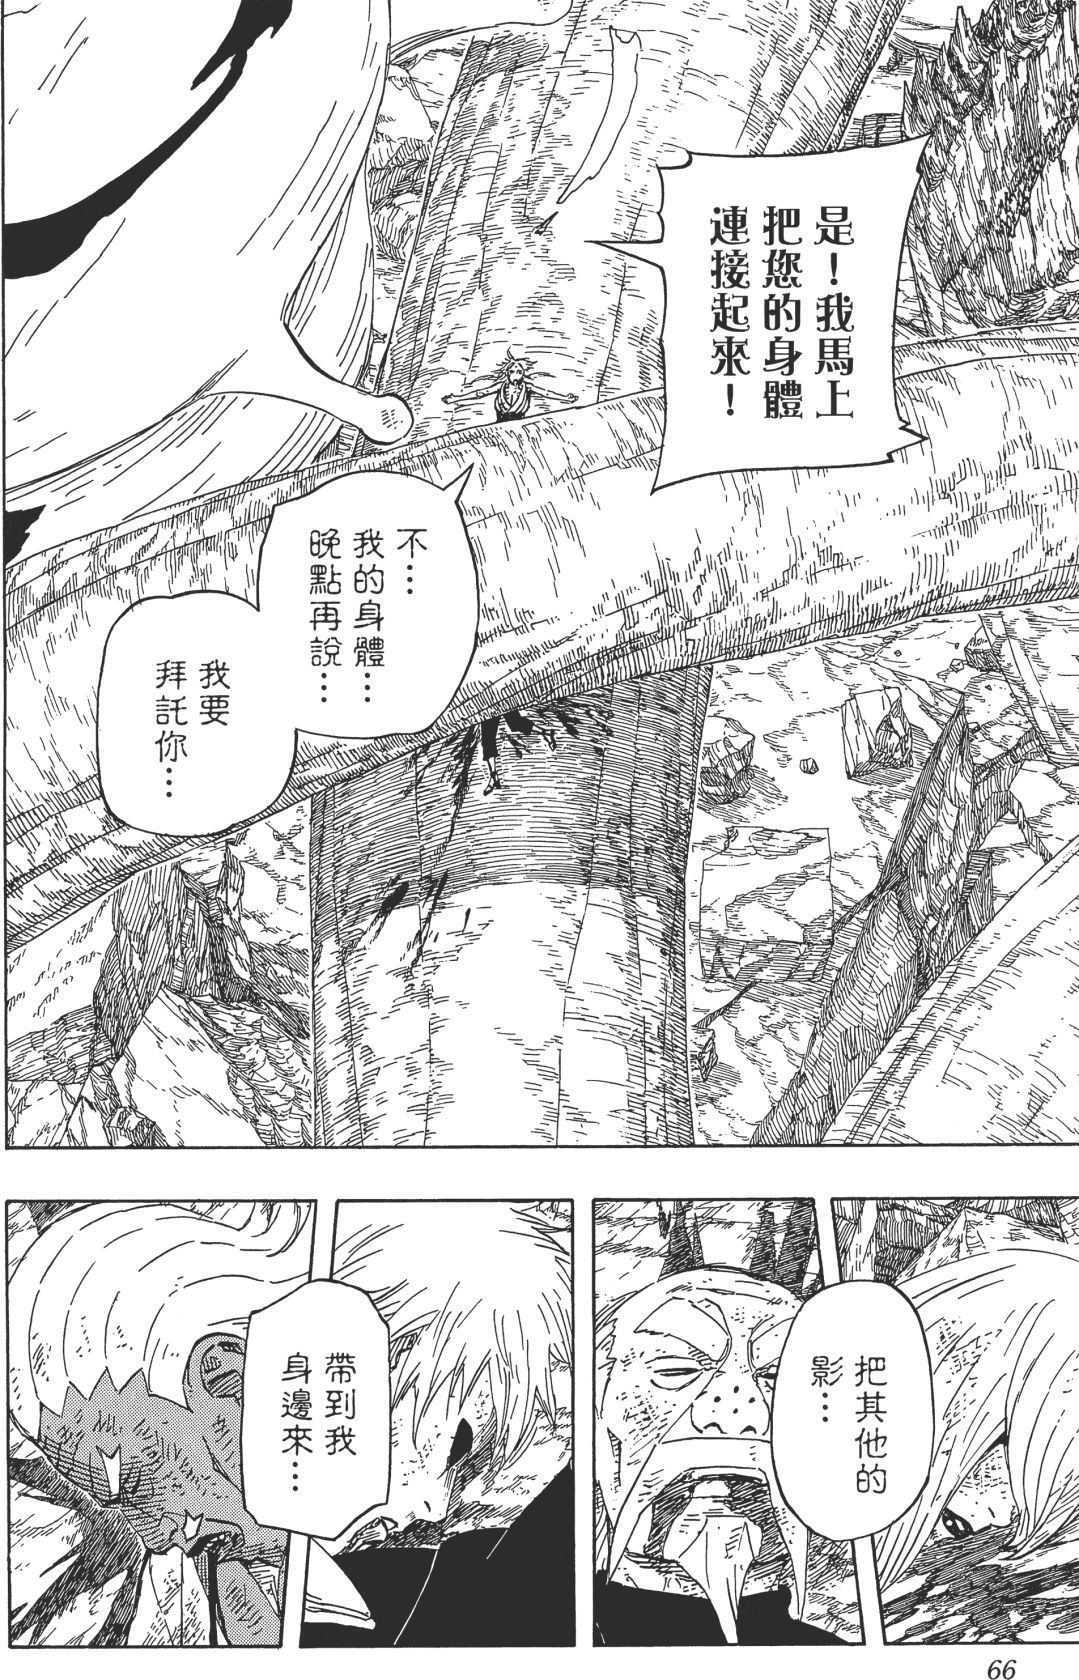 是！我馬上
把您的身體
連接起來！
不…
我的身體…
晚點再說…
我要
拜託你…
把其他的
影…
帶到我
身邊來…
66